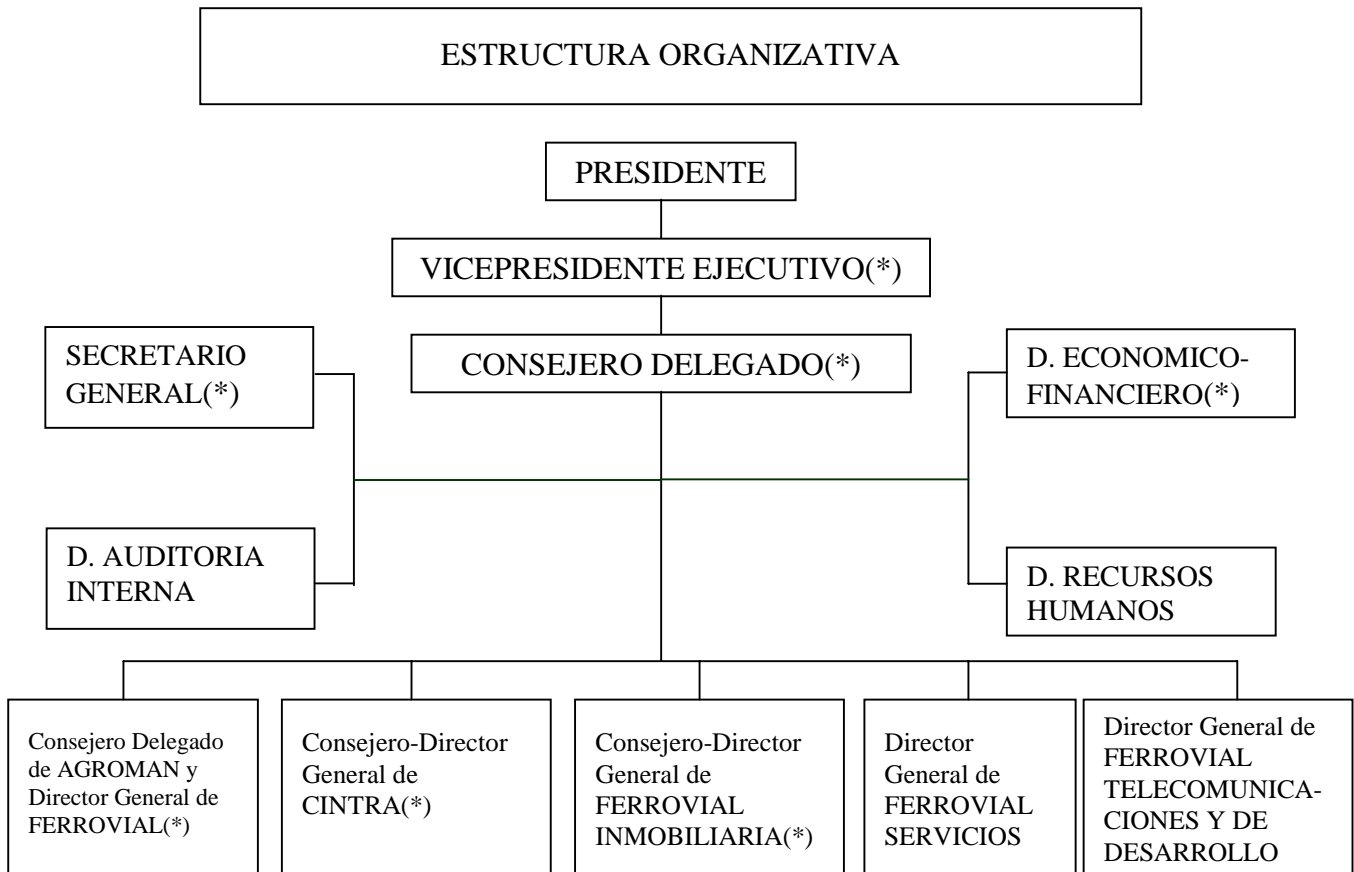 ESTRUCTURA ORGANIZATIVA
PRESIDENTE
VICEPRESIDENTE EJECUTIVO(*)
SECRETARIO
GENERAL(*)
CONSEJERO DELEGADO(*)
D. ECONOMICO-
FINANCIERO(*)
D. AUDITORIA
INTERNA
D. RECURSOS
HUMANOS
Consejero Delegado
de AGROMAN y
Director General de
FERROVIAL(*)
Consejero-Director
General de
CINTRA(*)
Consejero-Director
General de
FERROVIAL
INMOBILIARIA(*)
Director
General de
FERROVIAL
SERVICIOS
Director General de
FERROVIAL
TELECOMUNICA-
CIONES Y DE
DESARROLLO